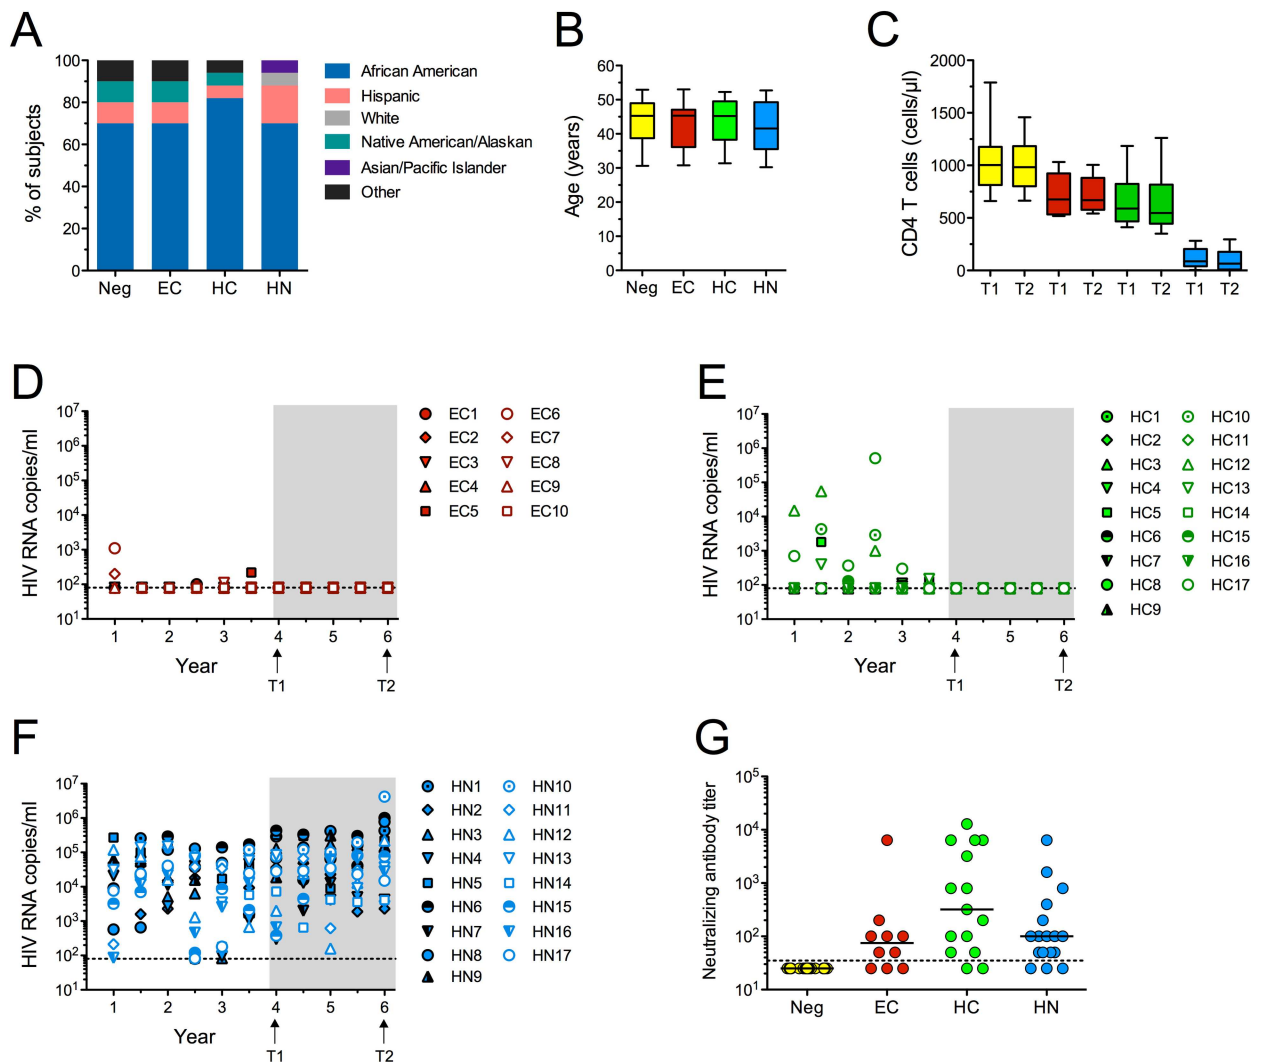 A
% of subjects
100
80
60
40
20
0
Neg EC HC HN
African American
Hispanic
White
Native American/Alaskan
Asian/Pacific Islander
Other
B
Age (years)
60
50
40
30
20
10
0
Neg EC HC HN
C
CD4 T cells (cells/µl)
2000
1500
1000
500
0
T1 T2 T1 T2 T1 T2 T1 T2
D
HIV RNA copies/ml
10⁷
10⁶
10⁵
10⁴
10³
10²
10¹
1 2 3 4 5 6
Year
T1 T2
EC1 EC6
EC2 EC7
EC3 EC8
EC4 EC9
EC5 EC10
E
HIV RNA copies/ml
10⁷
10⁶
10⁵
10⁴
10³
10²
10¹
1 2 3 4 5 6
Year
T1 T2
HC1 HC10
HC2 HC11
HC3 HC12
HC4 HC13
HC5 HC14
HC6 HC15
HC7 HC16
HC8 HC17
HC9
F
HIV RNA copies/ml
10⁷
10⁶
10⁵
10⁴
10³
10²
10¹
1 2 3 4 5 6
Year
T1 T2
HN1 HN10
HN2 HN11
HN3 HN12
HN4 HN13
HN5 HN14
HN6 HN15
HN7 HN16
HN8 HN17
HN9
G
Neutralizing antibody titer
10⁵
10⁴
10³
10²
10¹
Neg EC HC HN